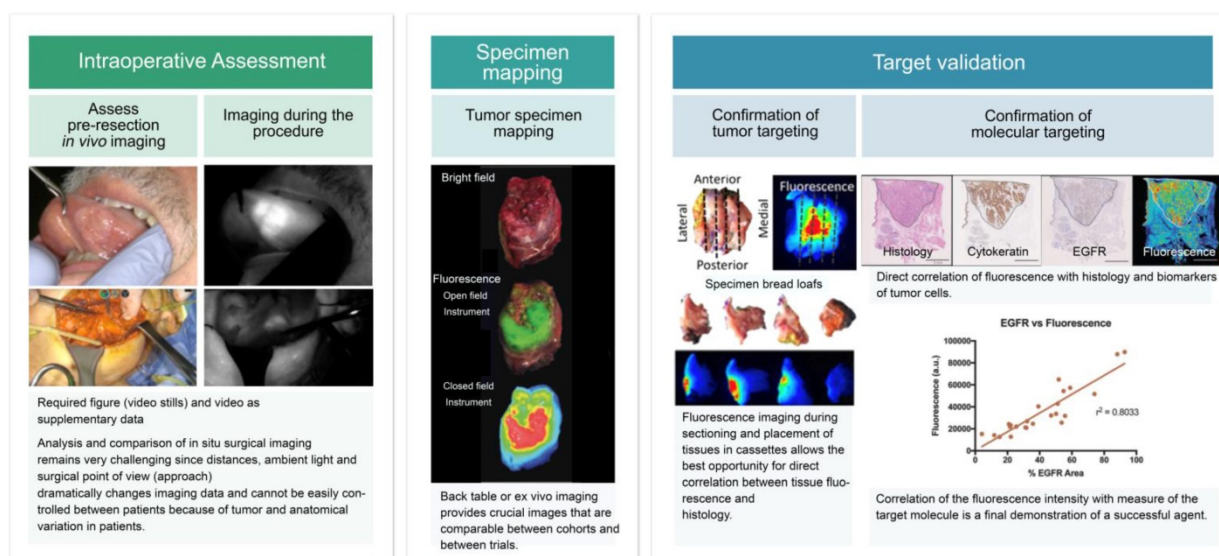 Intraoperative Assessment
Assess
pre-resection
in vivo imaging
Imaging during the
procedure
Required figure (video stills) and video as
supplementary data
Analysis and comparison of in situ surgical imaging
remains very challenging since distances, ambient light and
surgical point of view (approach)
dramatically changes imaging data and cannot be easily con-
trolled between patients because of tumor and anatomical
variation in patients.
Specimen
mapping
Tumor specimen
mapping
Bright field
Fluorescence
Open field
Instrument
Closed field
Instrument
Back table or ex vivo imaging
provides crucial images that are
comparable between cohorts and
between trials.
Target validation
Confirmation of
tumor targeting
Anterior
Lateral
Medial
Posterior
Fluorescence
Specimen bread loafs
Fluorescence imaging during
sectioning and placement of
tissues in cassettes allows the
best opportunity for direct
correlation between tissue fluo-
rescence and
histology.
Confirmation of
molecular targeting
Histology
Cytokeratin
EGFR
Fluorescence
Direct correlation of fluorescence with histology and biomarkers
of tumor cells.
EGFR vs Fluorescence
Fluorescence (a.u.)
100000
80000
60000
40000
20000
0
r² = 0.8033
0 20 40 60 80 100
% EGFR Area
Correlation of the fluorescence intensity with measure of the
target molecule is a final demonstration of a successful agent.